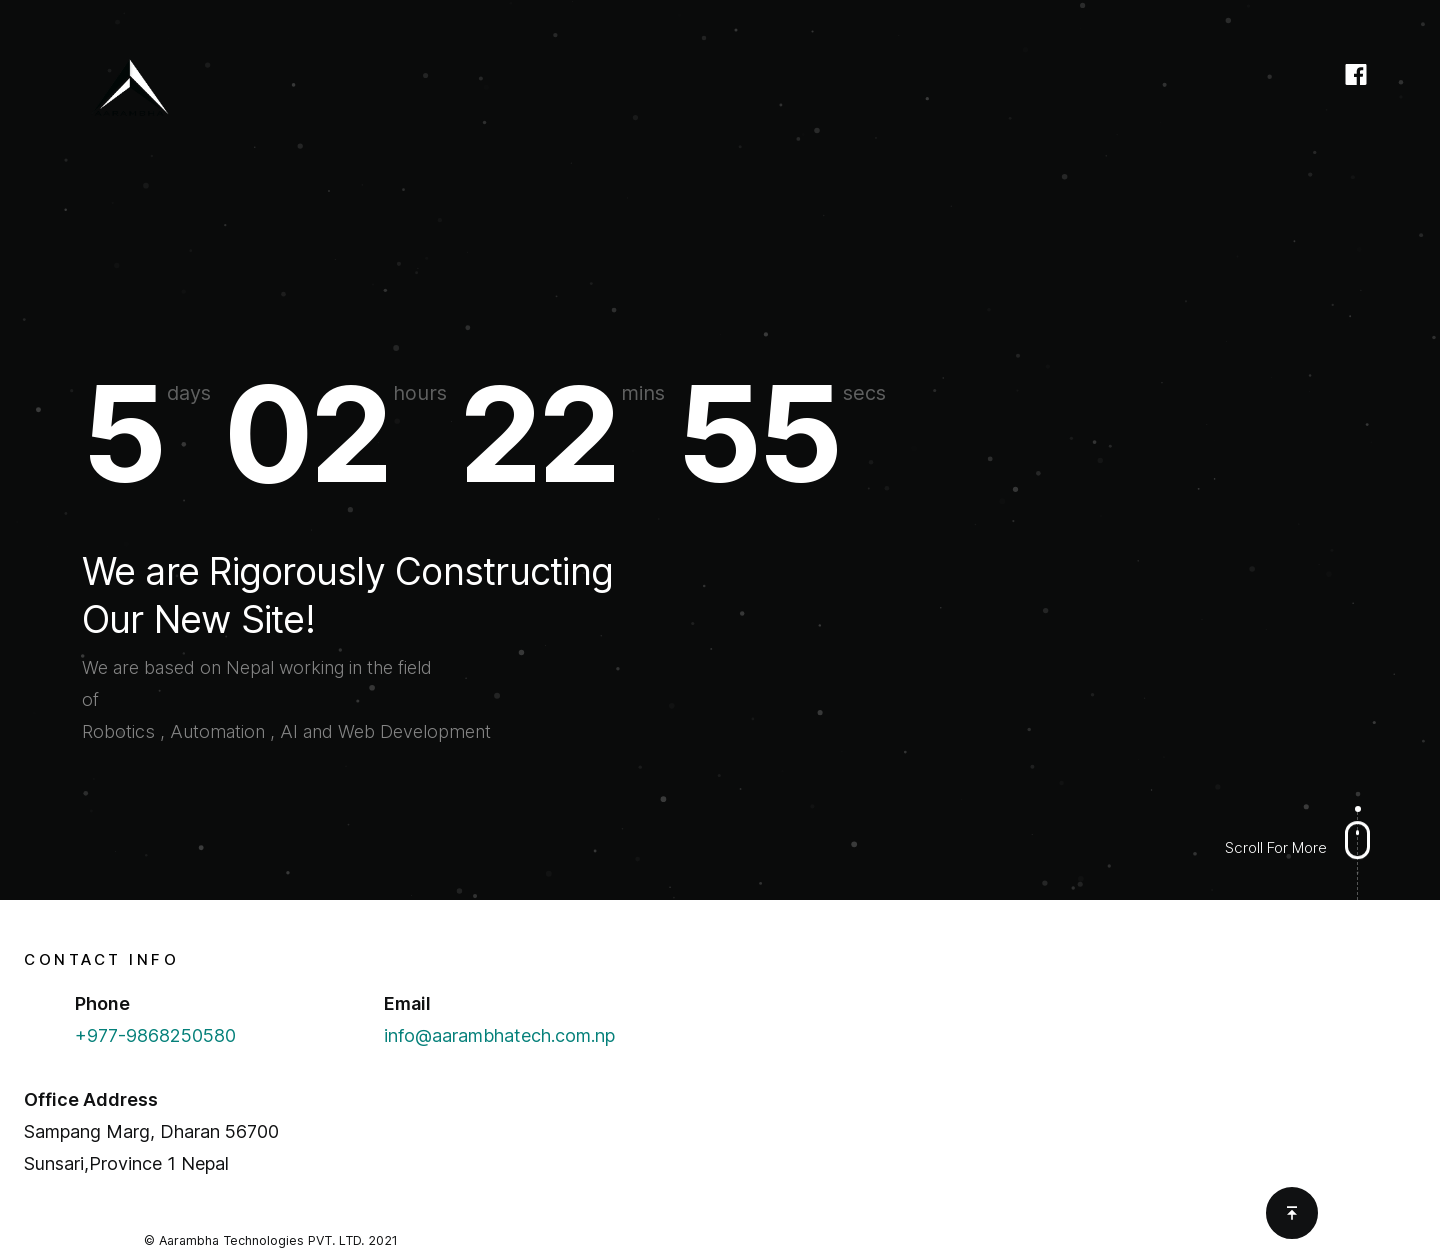 5 days 02 hours 22 mins 55 secs
We are Rigorously Constructing
Our New Site!
We are based on Nepal working in the field
of
Robotics , Automation , AI and Web Development
Scroll For More
CONTACT INFO
Phone
+977-9868250580
Email
info@aarambhatech.com.np
Office Address
Sampang Marg, Dharan 56700
Sunsari,Province 1 Nepal
© Aarambha Technologies PVT. LTD. 2021